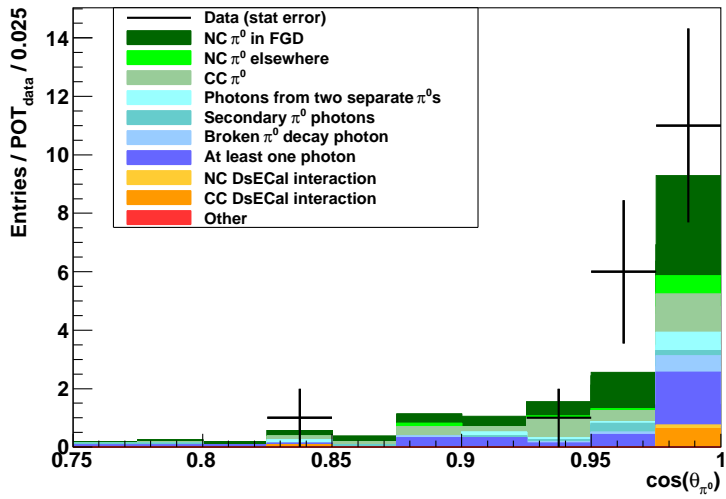 Entries / POT_data / 0.025
14
12
10
8
6
4
2
0
Data (stat error)
NC π⁰ in FGD
NC π⁰ elsewhere
CC π⁰
Photons from two separate π⁰s
Secondary π⁰ photons
Broken π⁰ decay photon
At least one photon
NC DsECal interaction
CC DsECal interaction
Other
0.75 0.8 0.85 0.9 0.95 1
cos(θ_π⁰)